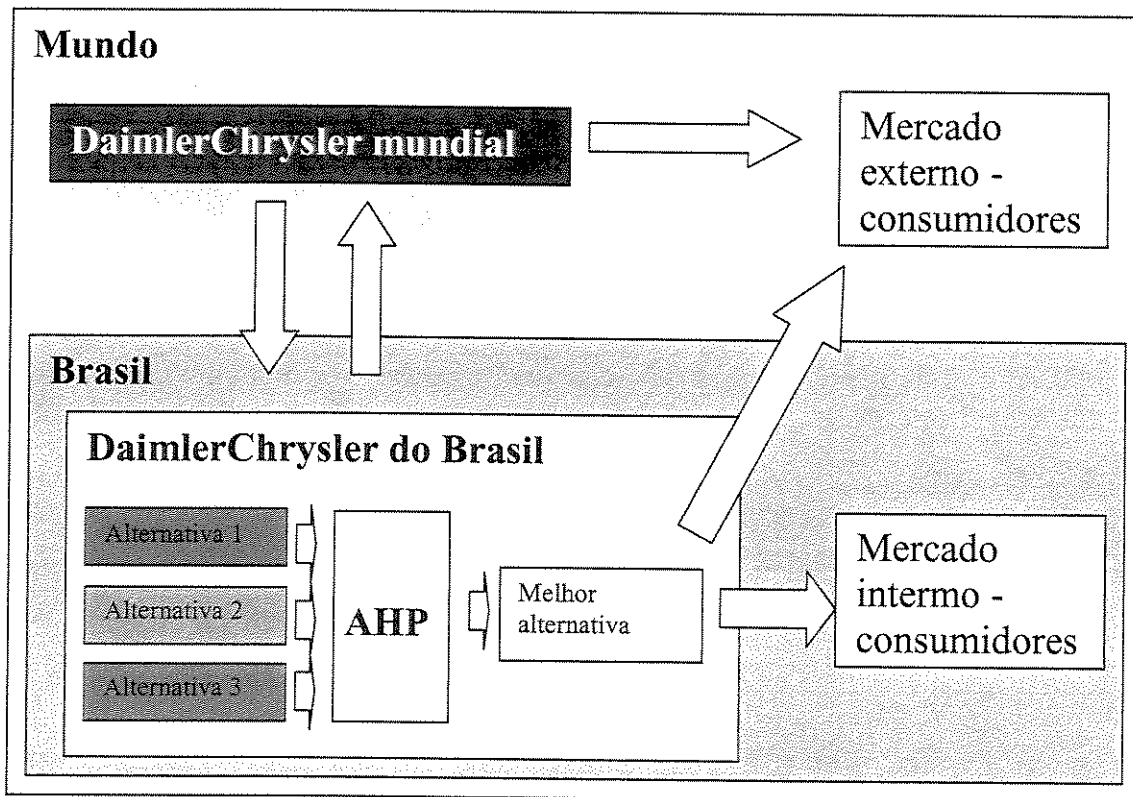 Mundo
DaimlerChrysler mundial
Mercado
externo -
consumidores
Brasil
DaimlerChrysler do Brasil
Alternativa 1
Alternativa 2
Alternativa 3
AHP
Melhor
alternativa
Mercado
intermo -
consumidores